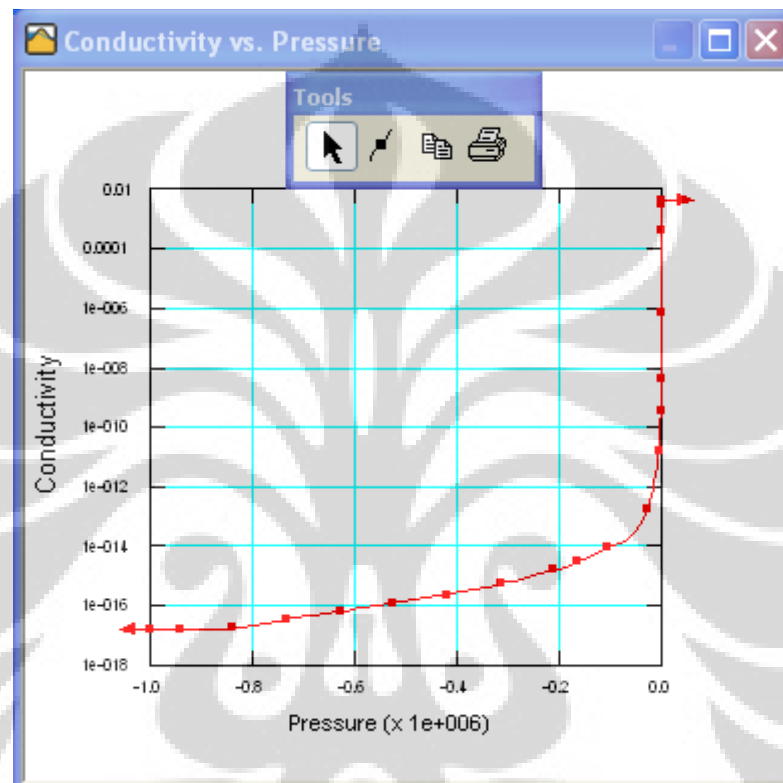 Conductivity vs. Pressure
Tools
0.01
0.0001
1e-006
1e-008
1e-010
1e-012
1e-014
1e-016
1e-018
Conductivity
-1.0 -0.8 -0.6 -0.4 -0.2 0.0
Pressure (x 1e+006)